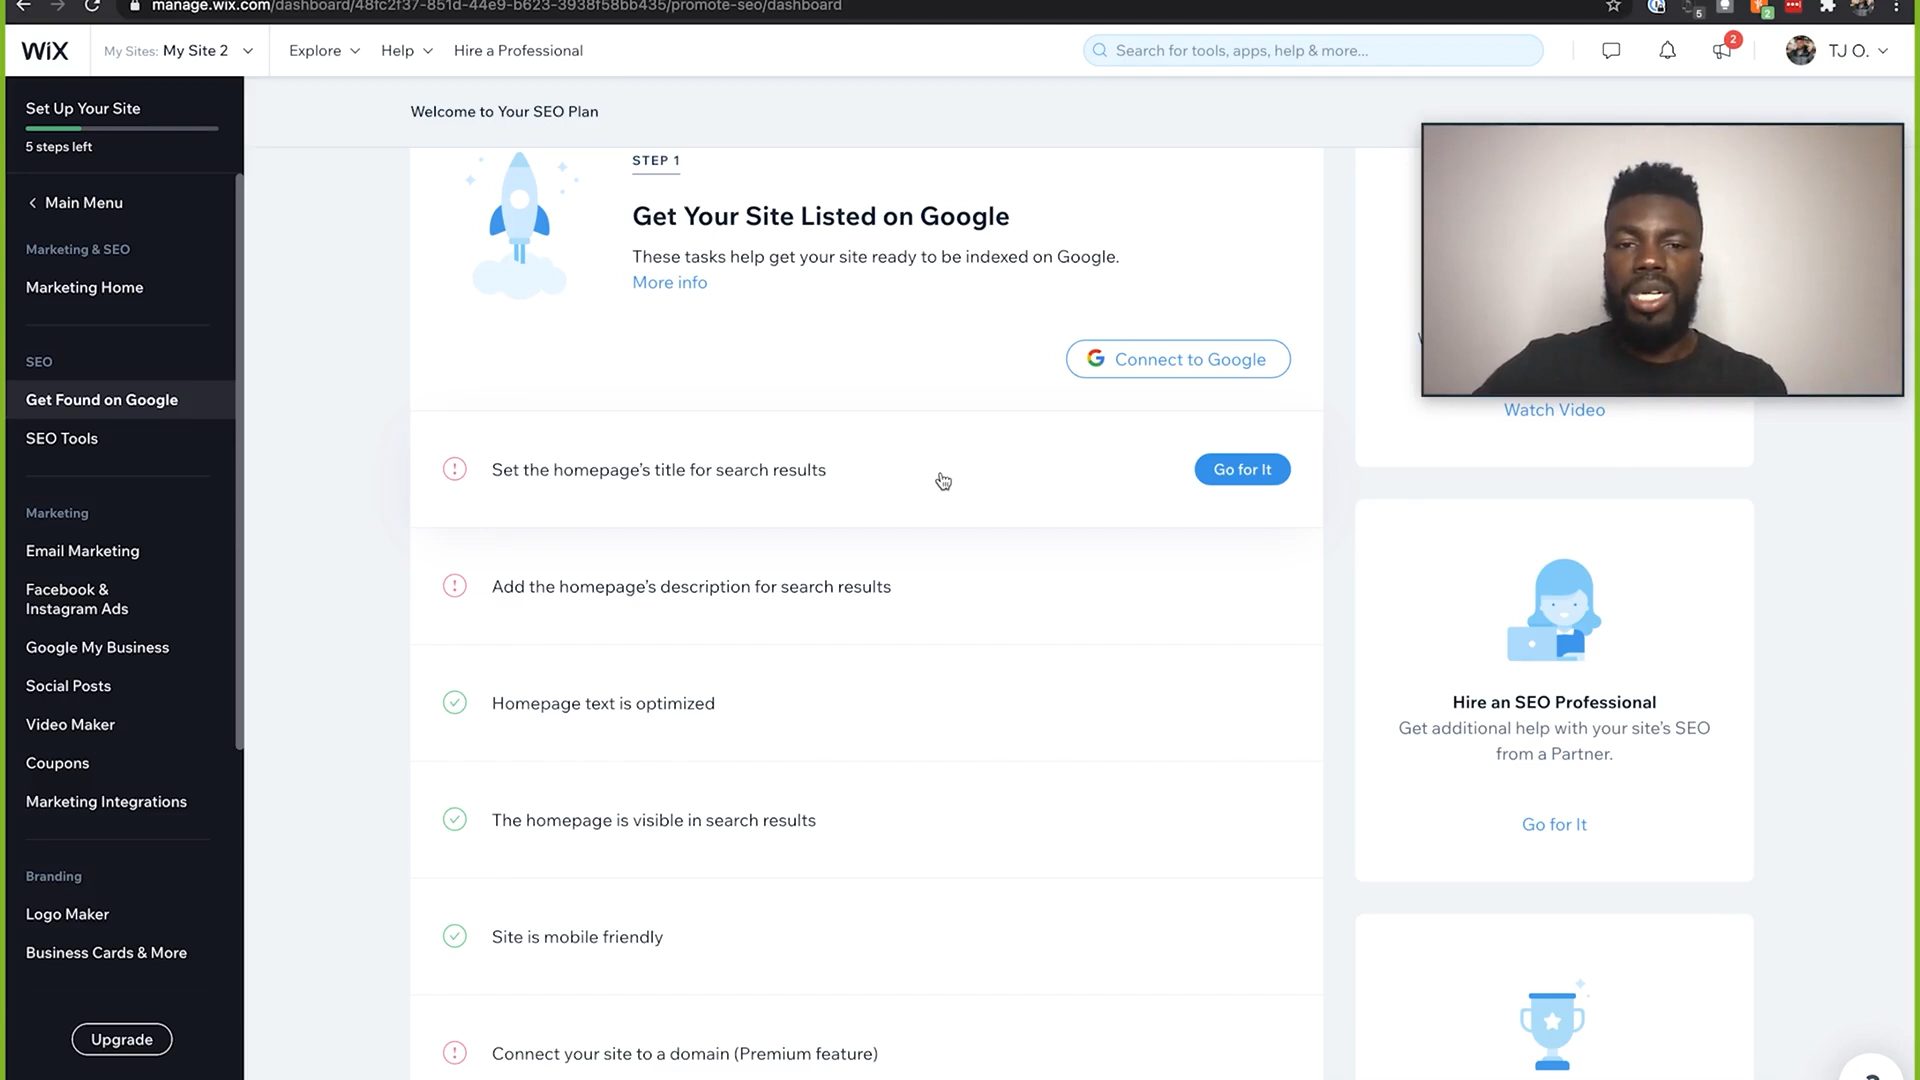 manage.wix.com/dashboard/48fc2f37-851d-44e9-b623-3938f58bb435/promote-seo/dashboard
5
2
WiX
My Sites: My Site 2
Explore
Help
Hire a Professional
Search for tools, apps, help & more...
2
TJ O.
Set Up Your Site
5 steps left
Main Menu
Marketing & SEO
Marketing Home
SEO
Get Found on Google
SEO Tools
Marketing
Email Marketing
Facebook &
Instagram Ads
Google My Business
Social Posts
Video Maker
Coupons
Marketing Integrations
Branding
Logo Maker
Business Cards & More
Upgrade
Welcome to Your SEO Plan
STEP 1
Get Your Site Listed on Google
These tasks help get your site ready to be indexed on Google.
More info
Connect to Google
Set the homepage's title for search results
Go for It
Add the homepage's description for search results
Homepage text is optimized
The homepage is visible in search results
Site is mobile friendly
Connect your site to a domain (Premium feature)
Watch Video
Hire an SEO Professional
Get additional help with your site's SEO
from a Partner.
Go for It